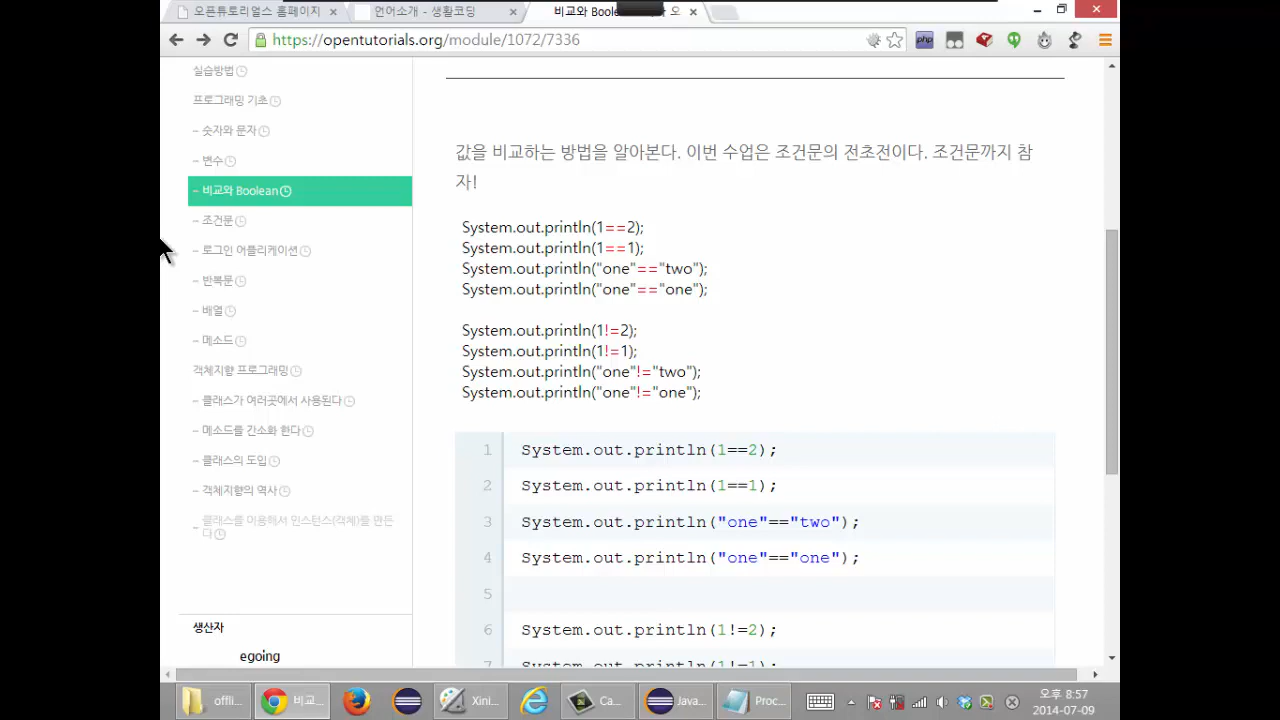 오픈튜토리얼스 홈페이지
언어소개 - 생활코딩
비교와 Boole
https://opentutorials.org/module/1072/7336
실습방법
프로그래밍 기초
– 숫자와 문자
– 변수
– 비교와 Boolean
– 조건문
– 로그인 어플리케이션
– 반복문
– 배열
– 메소드
객체지향 프로그래밍
– 클래스가 여러곳에서 사용된다
– 메소드를 간소화 한다
– 클래스의 도입
– 객체지향의 역사
– 클래스를 이용해서 인스턴스(객체)를 만든
다
생산자
egoing
값을 비교하는 방법을 알아본다. 이번 수업은 조건문의 전초전이다. 조건문까지 참
자!
System.out.println(1==2);
System.out.println(1==1);
System.out.println("one"=="two");
System.out.println("one"=="one");
System.out.println(1!=2);
System.out.println(1!=1);
System.out.println("one"!="two");
System.out.println("one"!="one");
1 System.out.println(1==2);
2 System.out.println(1==1);
3 System.out.println("one"=="two");
4 System.out.println("one"=="one");
5
6 System.out.println(1!=2);
7 System.out.println(1!=1);
offli...
비교...
Xini...
Ca...
Java...
Proc...
오후 8:57
2014-07-09